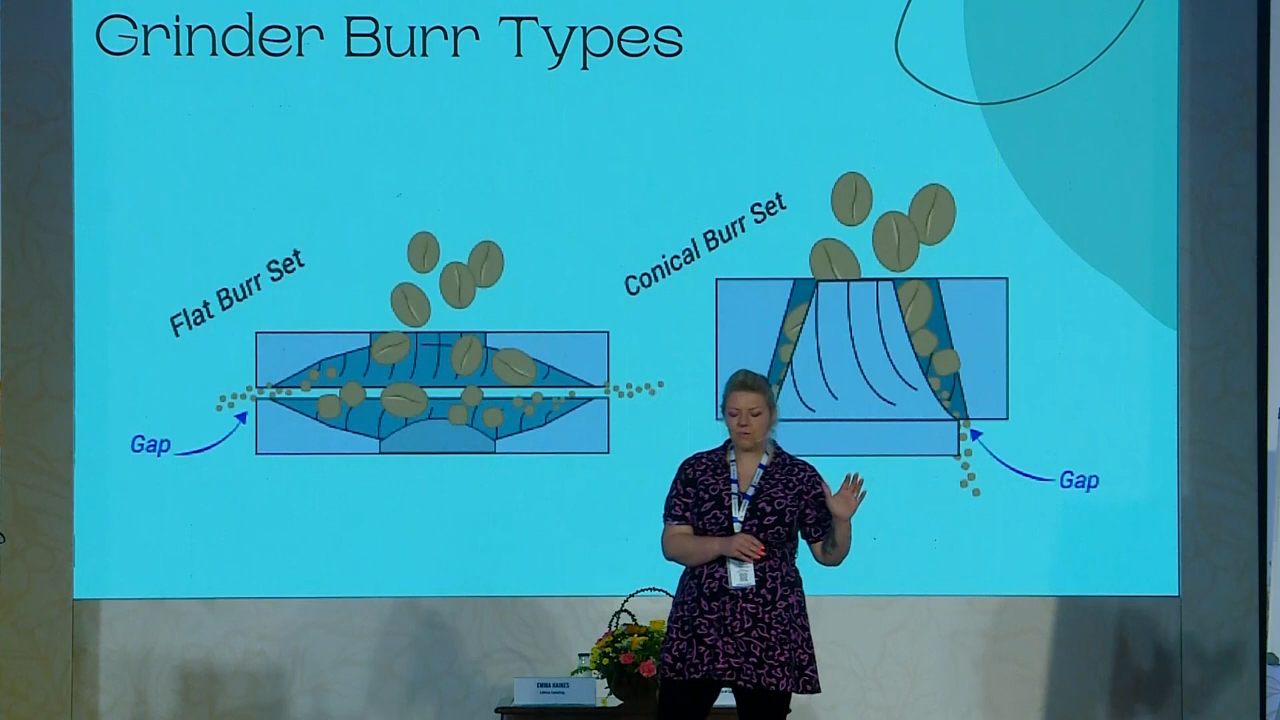 Grinder Burr Types
Flat Burr Set
Conical Burr Set
Gap
Gap
EMMA HAINES